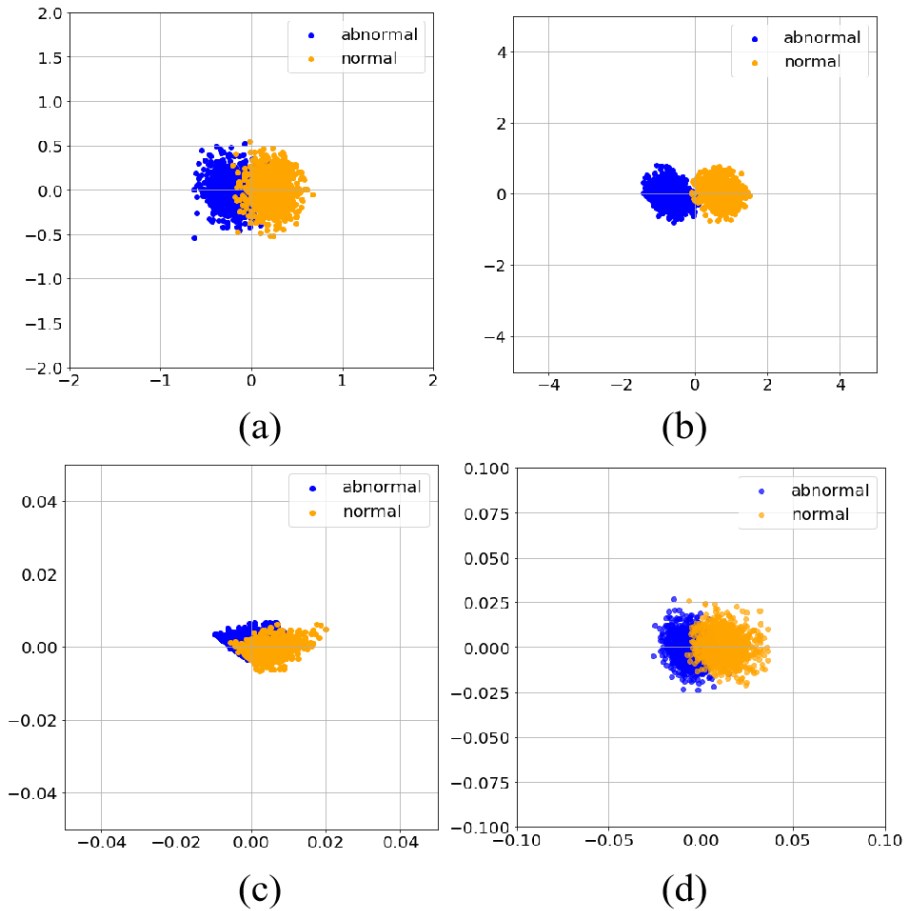 2.0
1.5
1.0
0.5
0.0
−0.5
−1.0
−1.5
−2.0
−2 −1 0 1 2
abnormal
normal
(a)
4
2
0
−2
−4
−4 −2 0 2 4
abnormal
normal
(b)
0.04
0.02
0.00
−0.02
−0.04
−0.04 −0.02 0.00 0.02 0.04
abnormal
normal
(c)
0.100
0.075
0.050
0.025
0.000
−0.025
−0.050
−0.075
−0.100
−0.10 −0.05 0.00 0.05 0.10
abnormal
normal
(d)